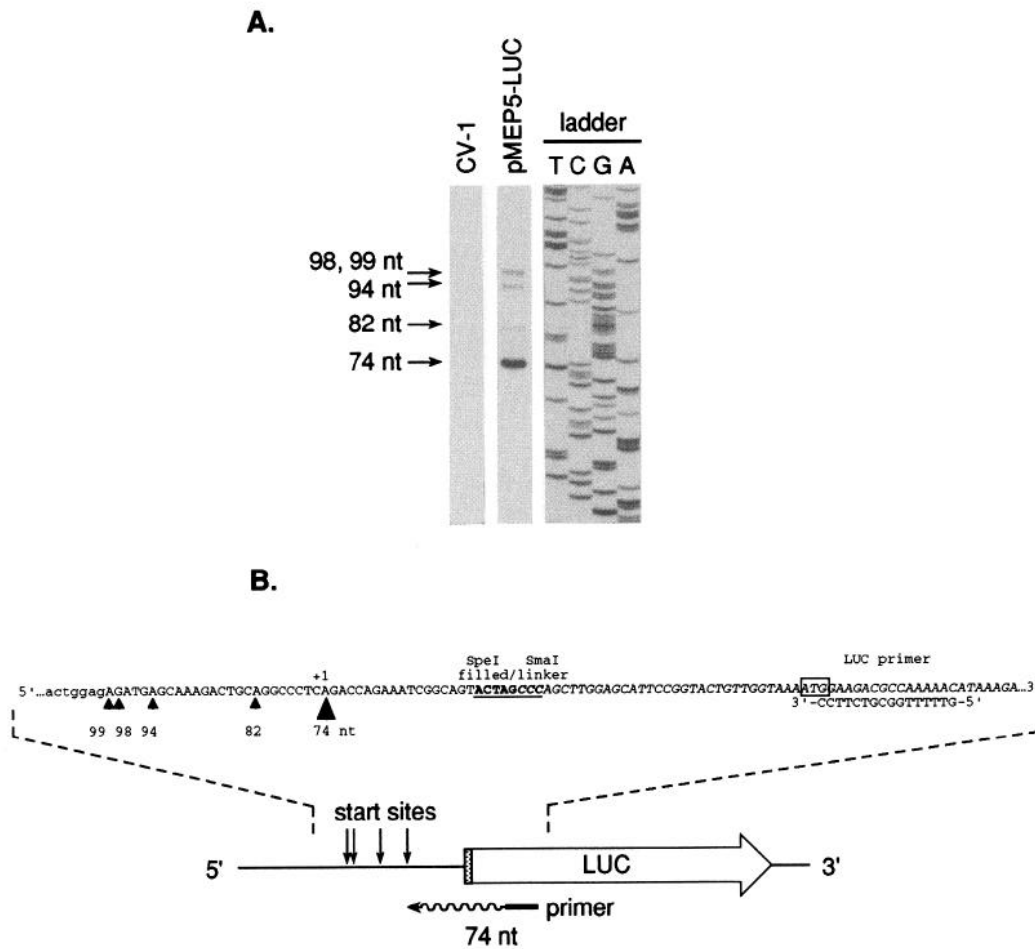 A.
CV-1
pMEP5-LUC
ladder
T C G A
98, 99 nt
94 nt
82 nt
74 nt
B.
SpeI SmaI
+1 filled/linker LUC primer
5'…actggagAGATGAGCAAAGACTGCAGGCCCTCAGACCAGAAATCGGCAGTACTAGCCCAGCTTGGAGCATTCCGGTACTGTTGGTAAAATGGAAGACGCCAAAAACATAAAGA…3'
3'-CCTTCTGCGGTTTTTG-5'
99 98 94 82 74 nt
start sites
5' LUC 3'
primer
74 nt